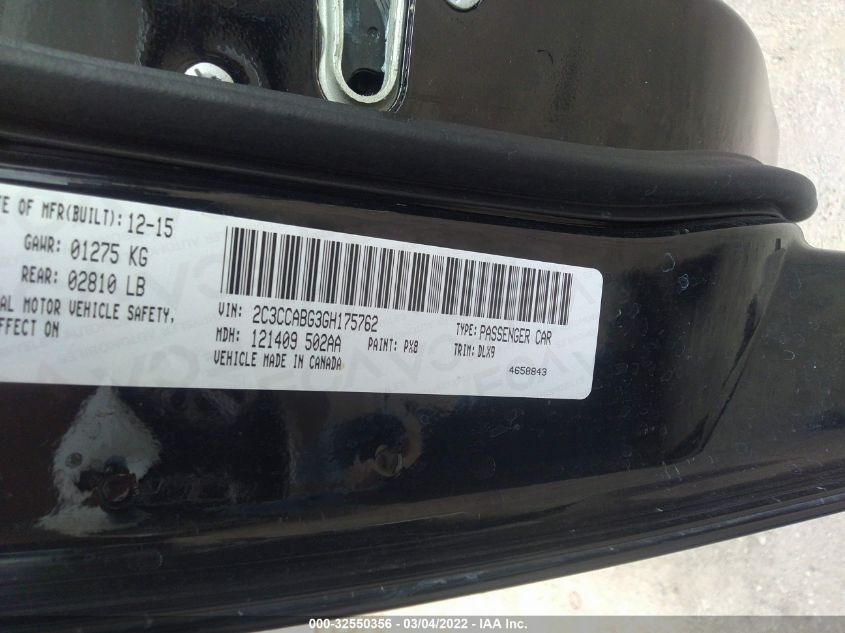 TE OF MFR(BUILT): 12-15
GAWR: 01275 KG
REAR: 02810 LB
AL MOTOR VEHICLE SAFETY,
EFFECT ON
VIN: 2C3CCABG3GH175762
TYPE: PASSENGER CAR
MDH: 121409 502AA
PAINT: PX8
TRIM: DLX9
VEHICLE MADE IN CANADA
4658843
000-32550356 - 03/04/2022 - IAA Inc.